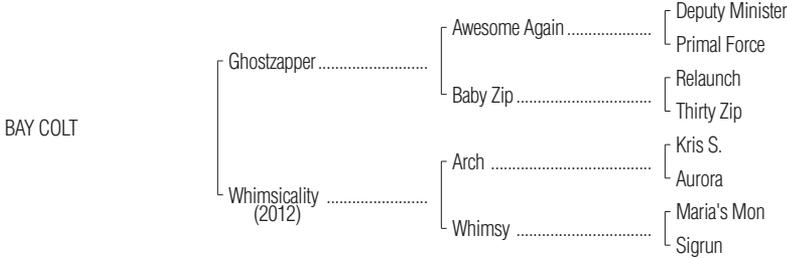 Deputy Minister
Awesome Again ....................
Primal Force
Ghostzapper ..........................
Relaunch
Baby Zip ................................
Thirty Zip
BAY COLT
Kris S.
Arch ......................................
Aurora
Whimsicality ........................
(2012)
Maria's Mon
Whimsy ................................
Sigrun